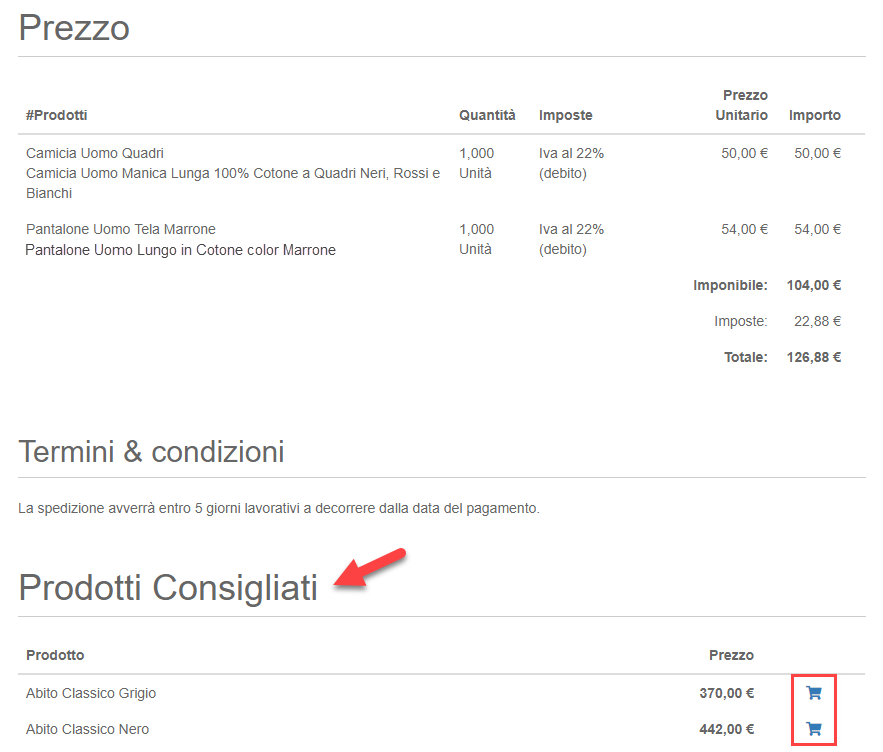 Prezzo
#Prodotti Quantità Imposte Prezzo Unitario Importo
Camicia Uomo Quadri 1,000 Iva al 22% 50,00 € 50,00 €
Camicia Uomo Manica Lunga 100% Cotone a Quadri Neri, Rossi e Unità (debito)
Bianchi
Pantalone Uomo Tela Marrone 1,000 Iva al 22% 54,00 € 54,00 €
Pantalone Uomo Lungo in Cotone color Marrone Unità (debito)
Imponibile: 104,00 €
Imposte: 22,88 €
Totale: 126,88 €
Termini & condizioni
La spedizione avverrà entro 5 giorni lavorativi a decorrere dalla data del pagamento.
Prodotti Consigliati
Prodotto Prezzo
Abito Classico Grigio 370,00 €
Abito Classico Nero 442,00 €